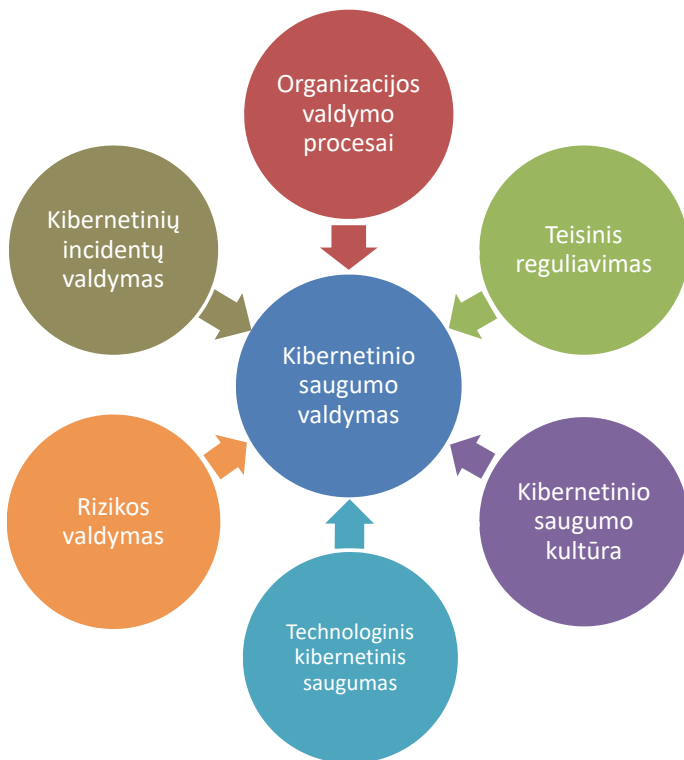 Organizacijos
valdymo
procesai
Kibernetinių
incidentų
valdymas
Teisinis
reguliavimas
Kibernetinio
saugumo
valdymas
Rizikos
valdymas
Kibernetinio
saugumo
kultūra
Technologinis
kibernetinis
saugumas